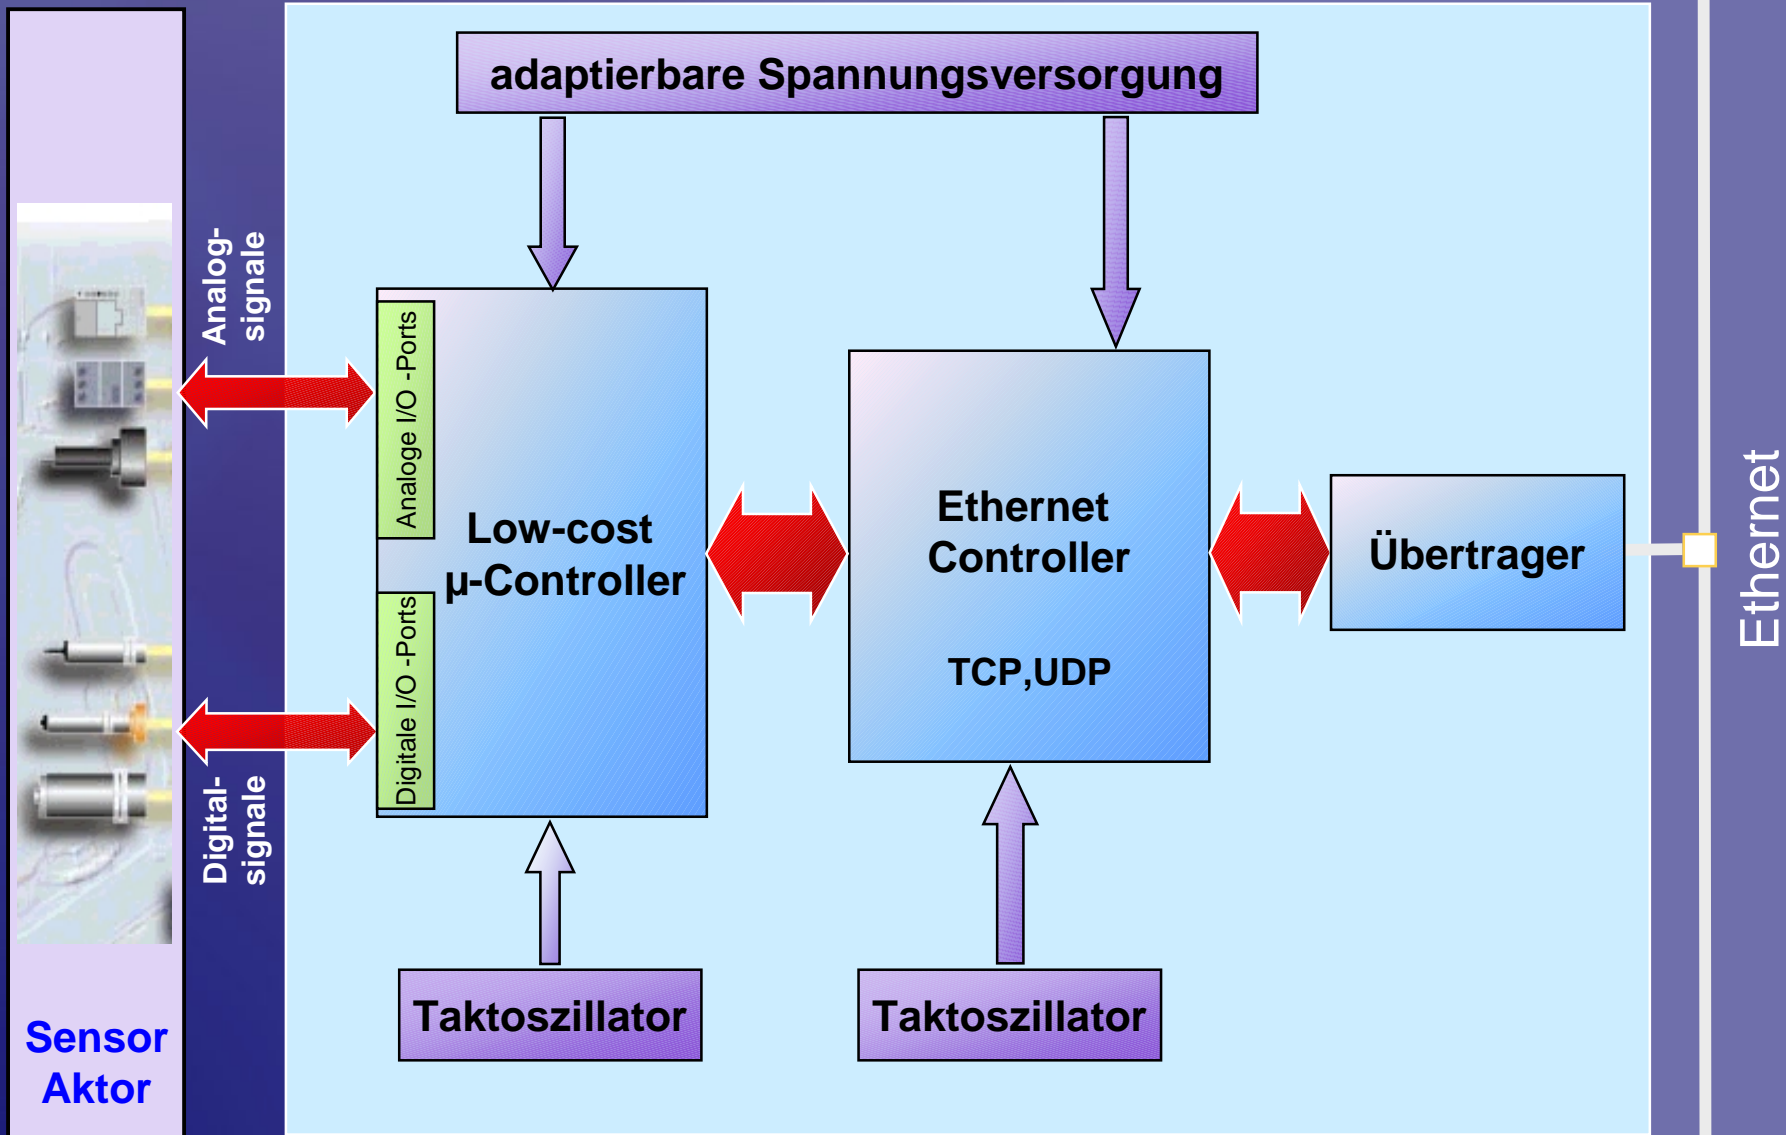 adaptierbare Spannungsversorgung
Analog-
signale
Analoge I/O -Ports
Low-cost
µ-Controller
Digitale I/O -Ports
Digital-
signale
Ethernet
Controller
TCP,UDP
Übertrager
Ethernet
Taktoszillator
Taktoszillator
Sensor
Aktor